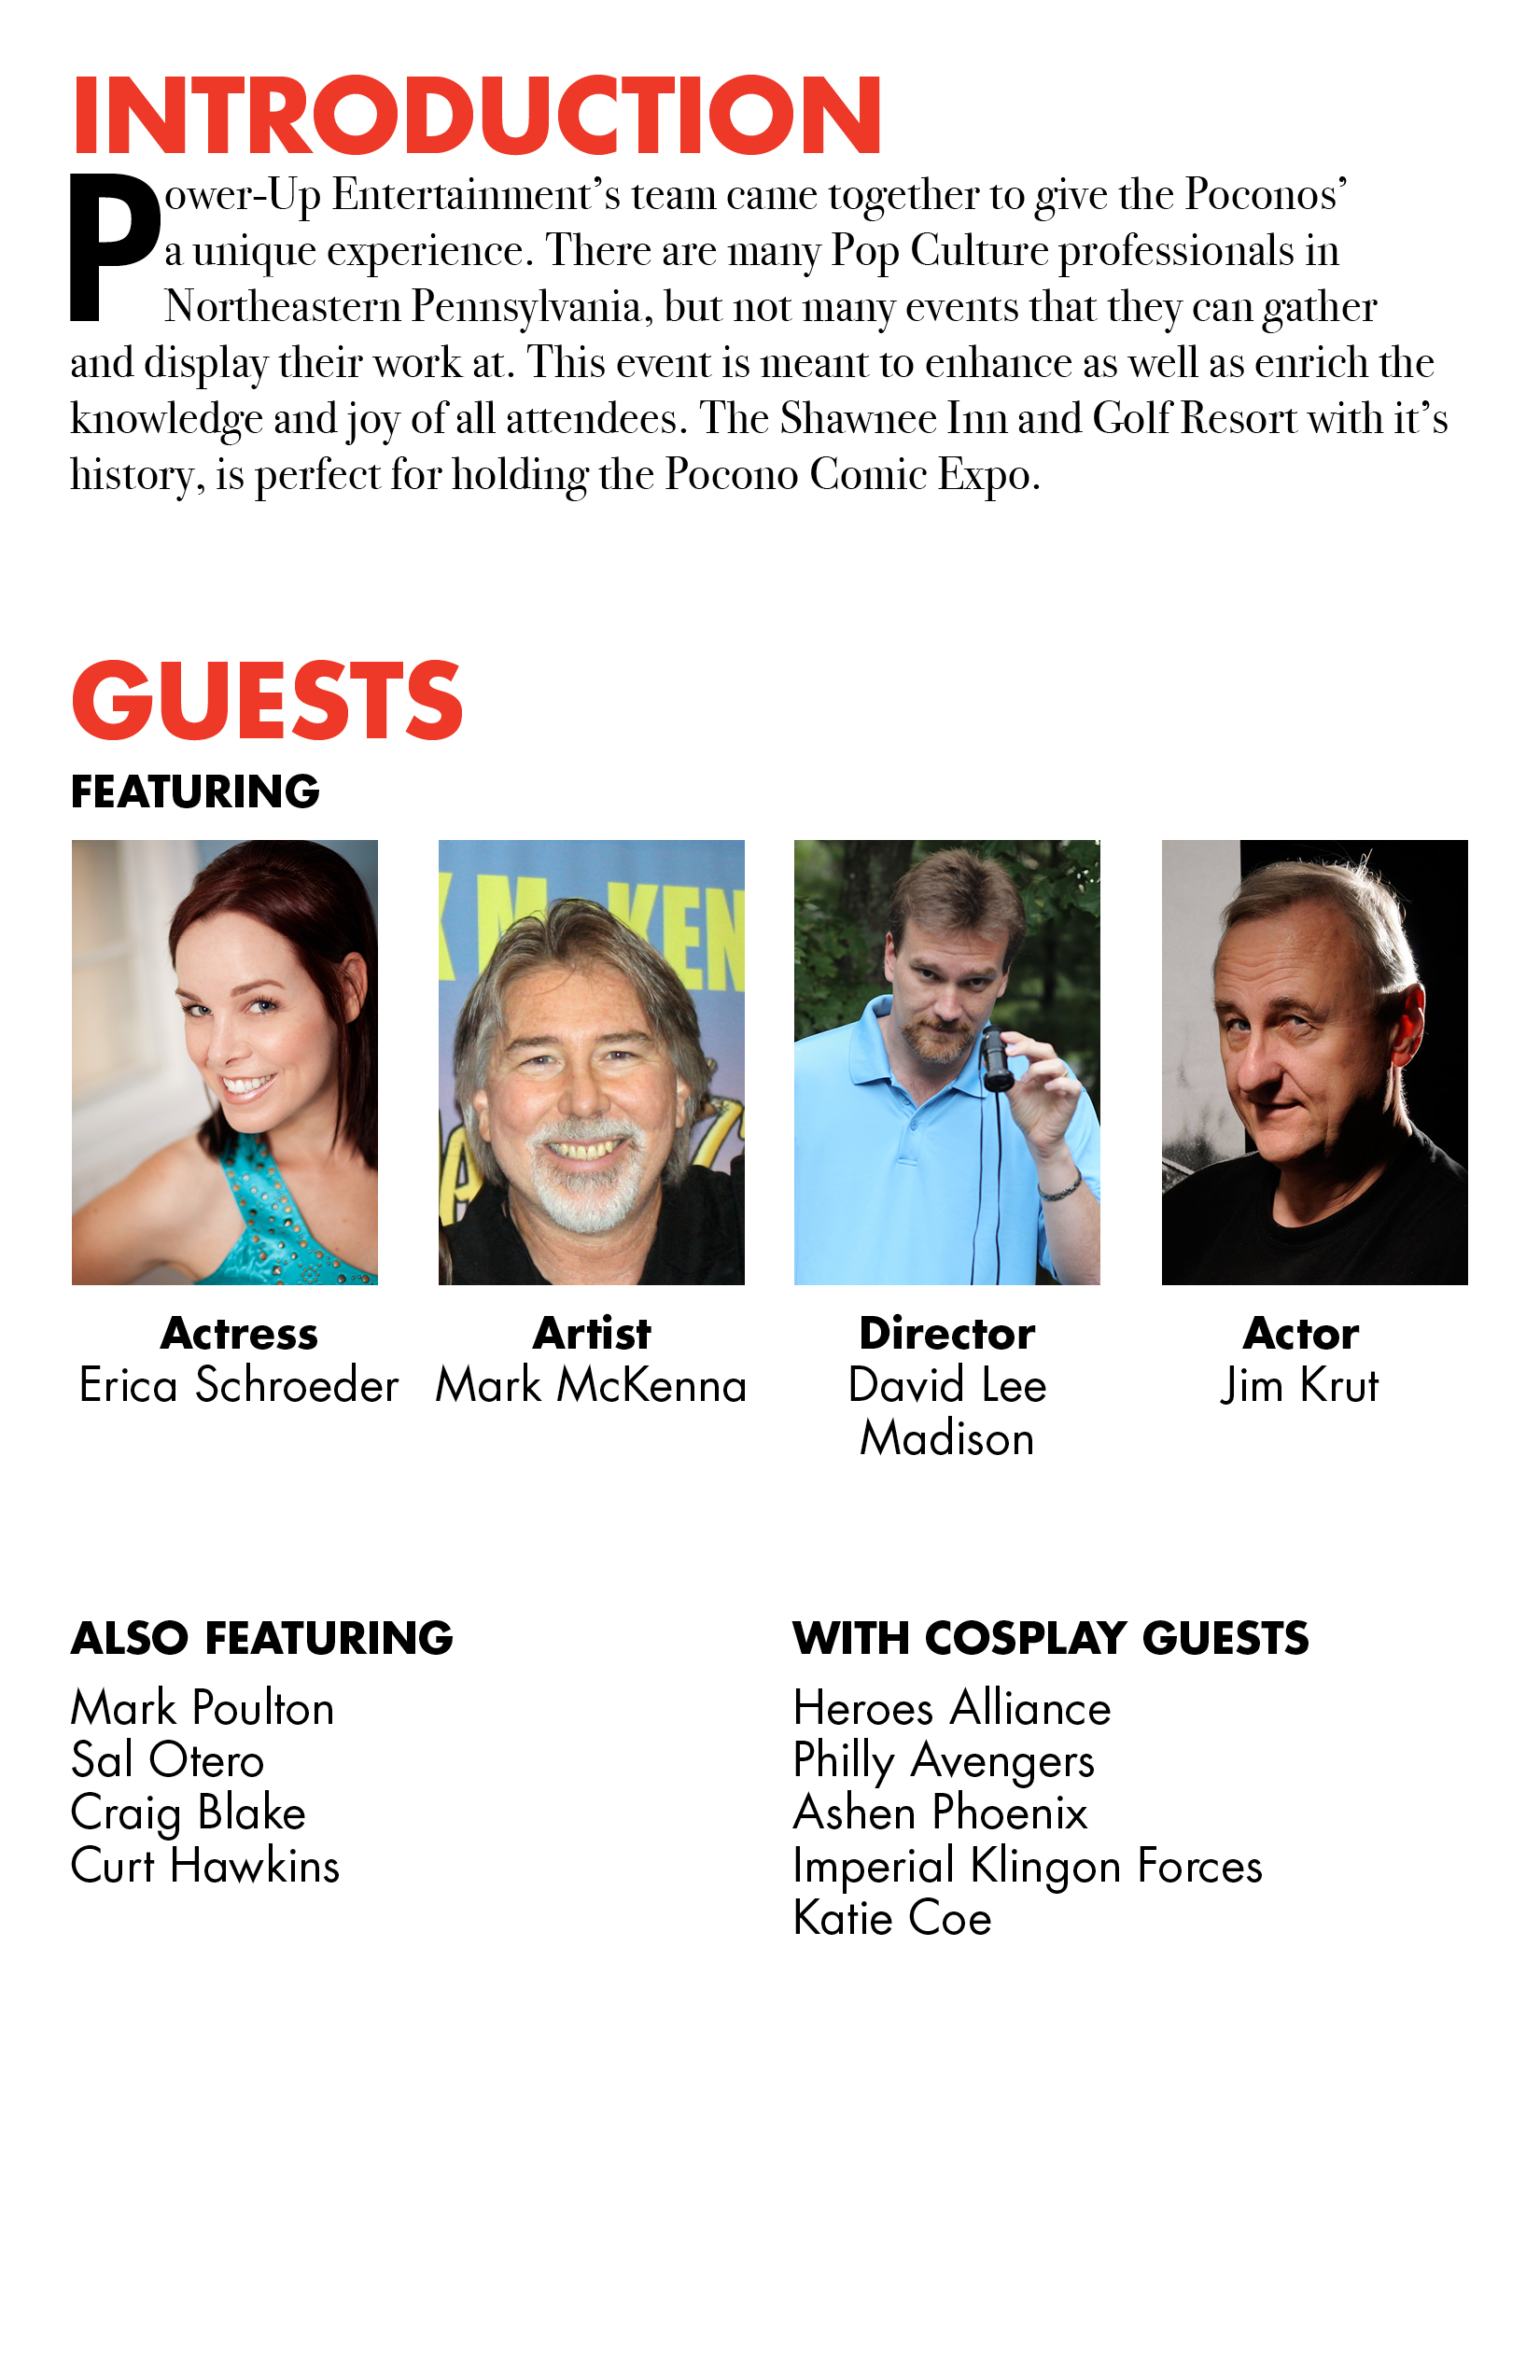 INTRODUCTION
Power-Up Entertainment’s team came together to give the Poconos’
a unique experience. There are many Pop Culture professionals in
Northeastern Pennsylvania, but not many events that they can gather
and display their work at. This event is meant to enhance as well as enrich the
knowledge and joy of all attendees. The Shawnee Inn and Golf Resort with it’s
history, is perfect for holding the Pocono Comic Expo.
GUESTS
FEATURING
K McKEN
Actress
Erica Schroeder
Artist
Mark McKenna
Director
David Lee
Madison
Actor
Jim Krut
ALSO FEATURING
Mark Poulton
Sal Otero
Craig Blake
Curt Hawkins
WITH COSPLAY GUESTS
Heroes Alliance
Philly Avengers
Ashen Phoenix
Imperial Klingon Forces
Katie Coe